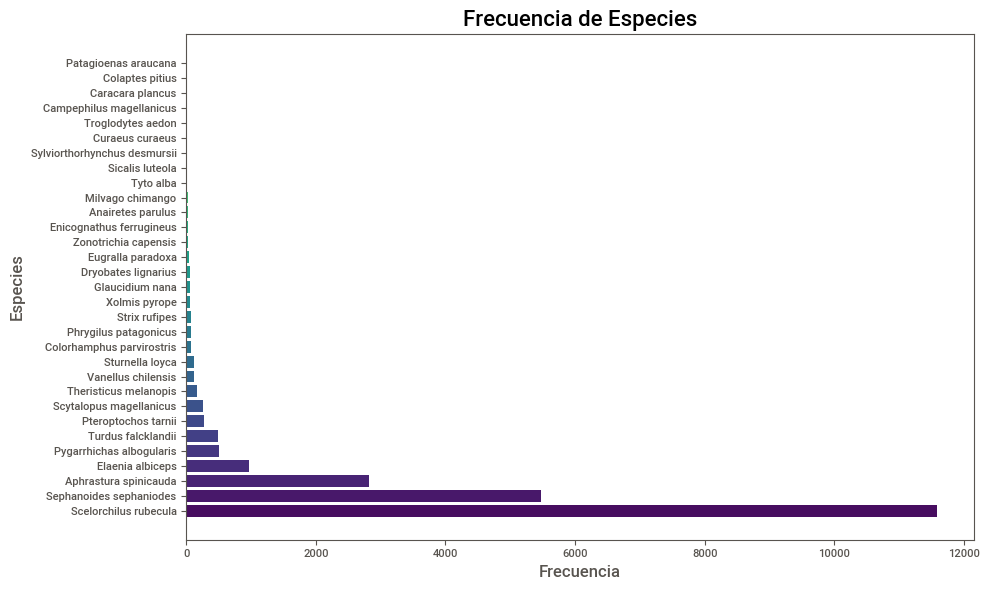 Frecuencia de Especies
Patagioenas araucana
Colaptes pitius
Caracara plancus
Campephilus magellanicus
Troglodytes aedon
Curaeus curaeus
Sylviorthorhynchus desmursii
Sicalis luteola
Tyto alba
Milvago chimango
Anairetes parulus
Enicognathus ferrugineus
Zonotrichia capensis
Eugralla paradoxa
Dryobates lignarius
Glaucidium nana
Xolmis pyrope
Strix rufipes
Phrygilus patagonicus
Colorhamphus parvirostris
Sturnella loyca
Vanellus chilensis
Theristicus melanopis
Scytalopus magellanicus
Pteroptochos tarnii
Turdus falcklandii
Pygarrhichas albogularis
Elaenia albiceps
Aphrastura spinicauda
Sephanoides sephaniodes
Scelorchilus rubecula
Especies
0 2000 4000 6000 8000 10000 12000
Frecuencia